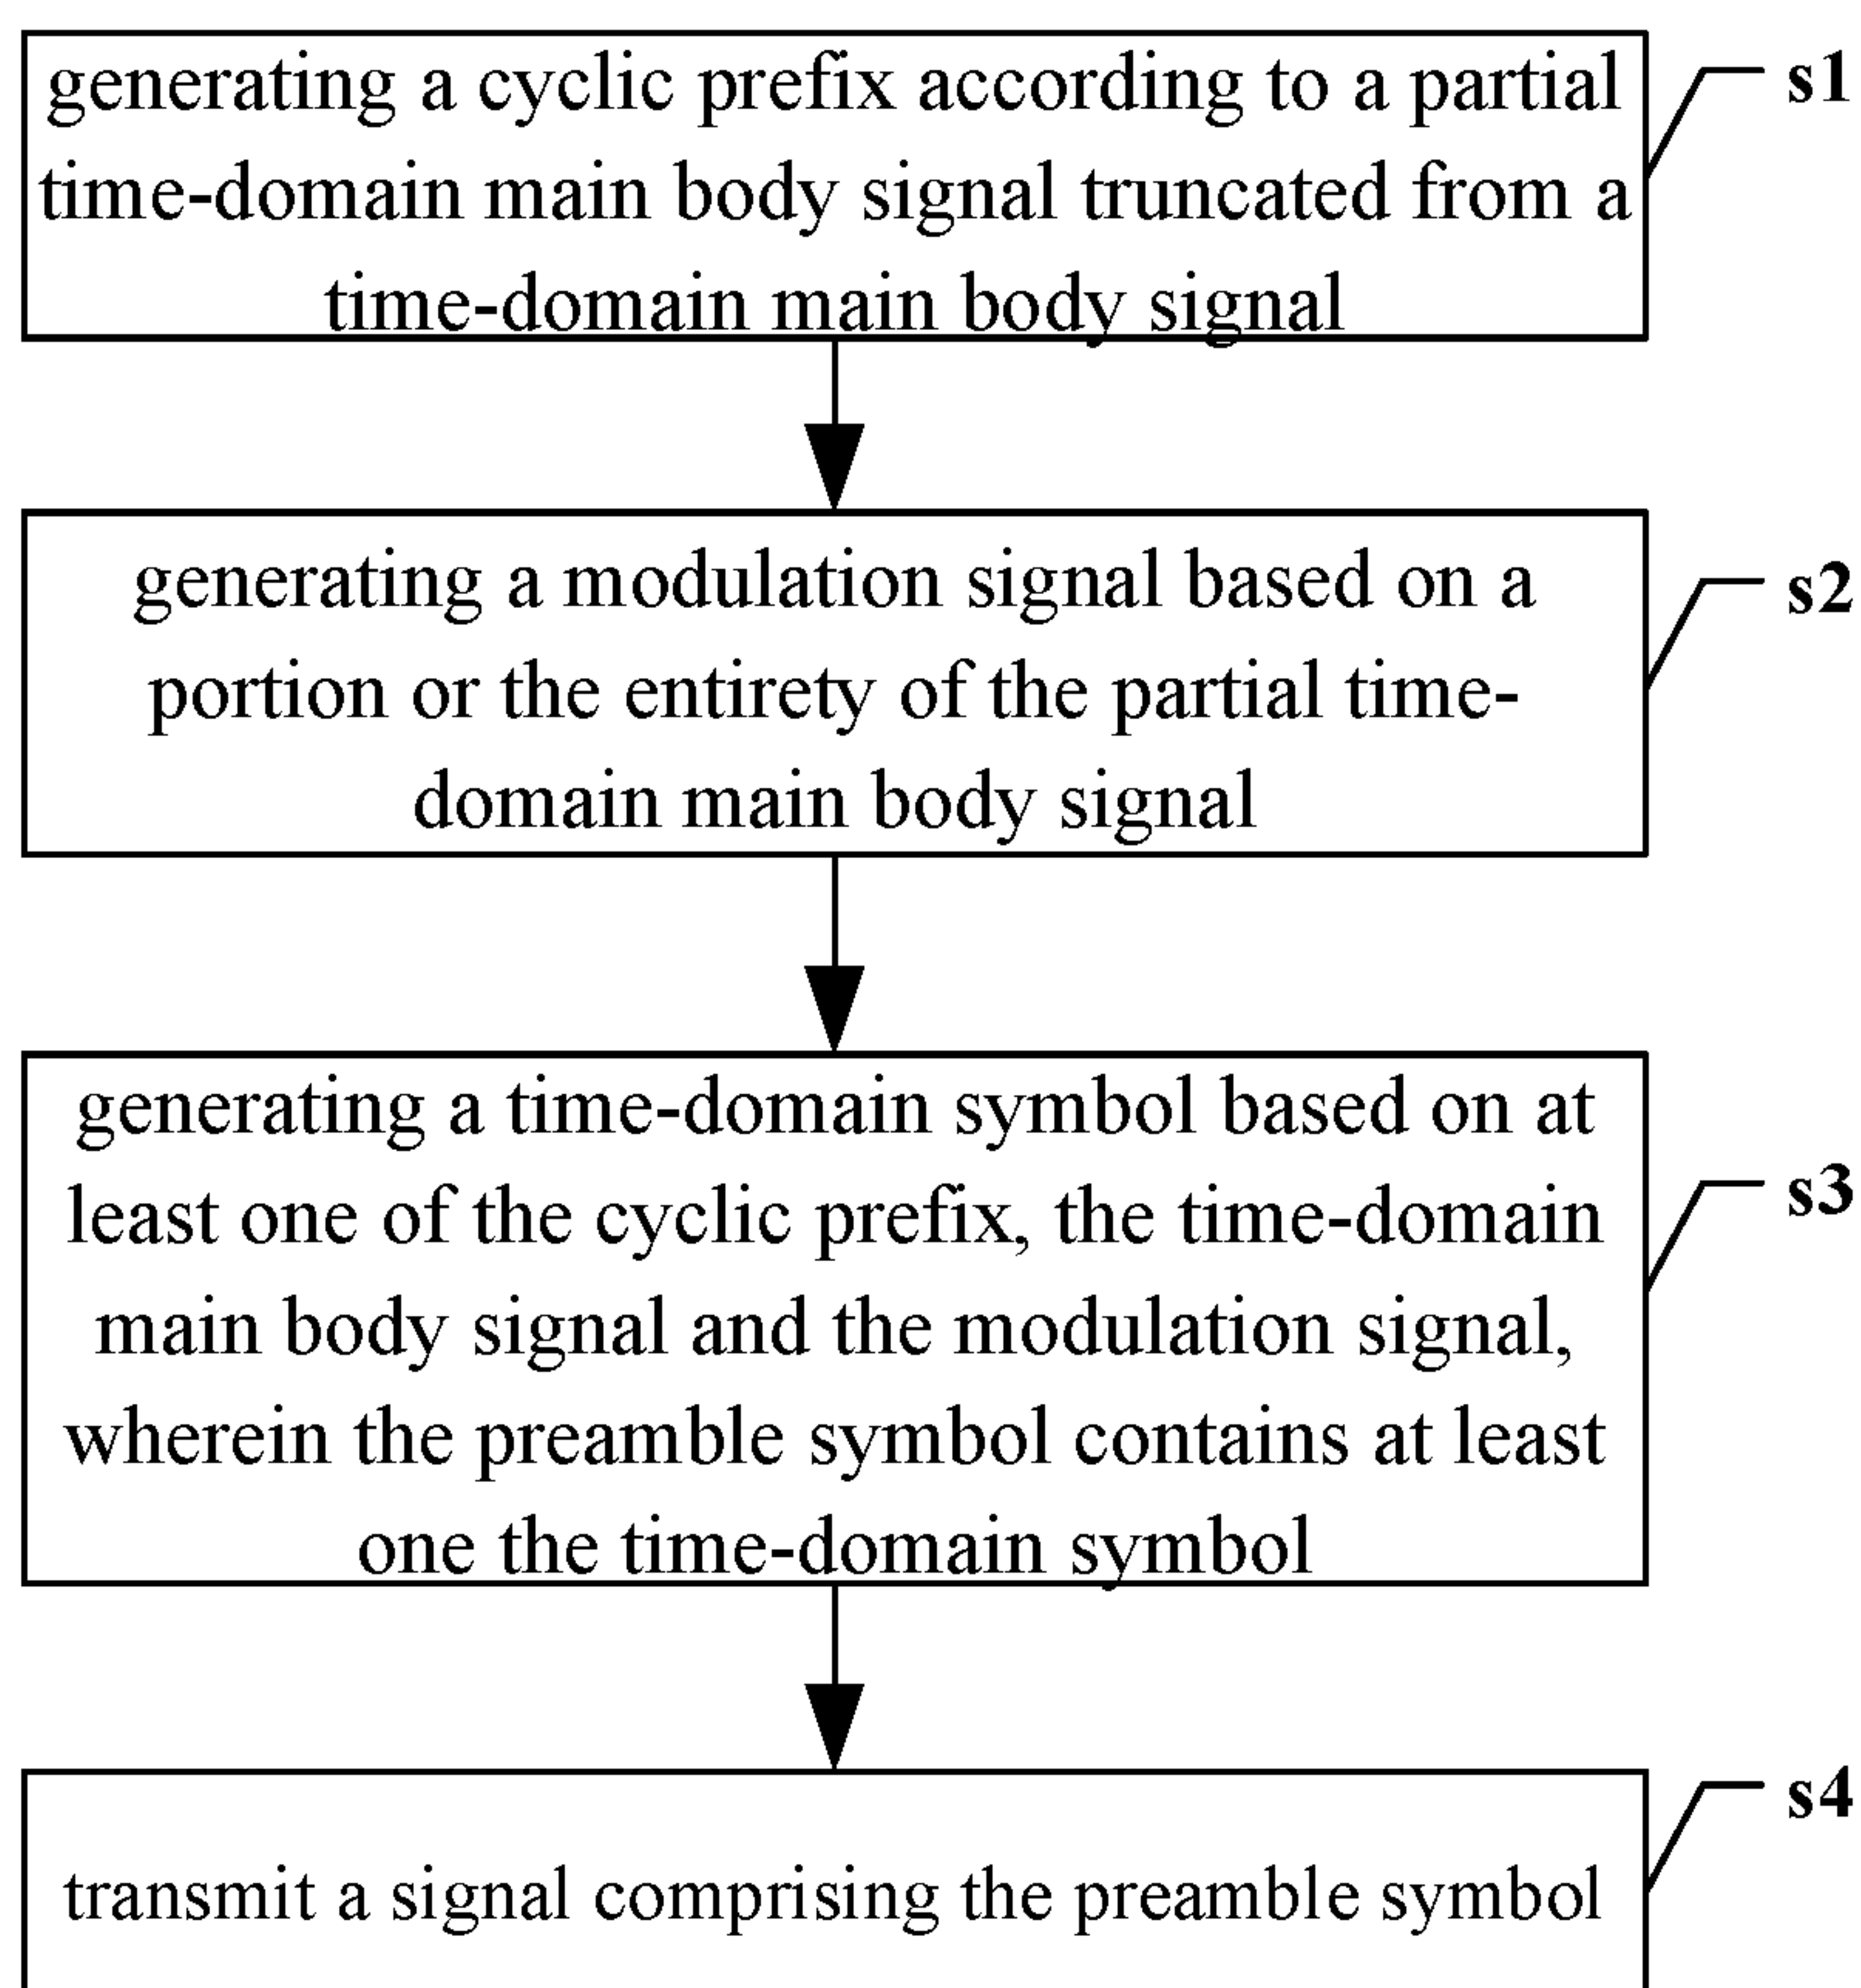 generating a cyclic prefix according to a partial
time-domain main body signal truncated from a
time-domain main body signal
s1
generating a modulation signal based on a
portion or the entirety of the partial time-
domain main body signal
s2
generating a time-domain symbol based on at
least one of the cyclic prefix, the time-domain
main body signal and the modulation signal,
wherein the preamble symbol contains at least
one the time-domain symbol
s3
transmit a signal comprising the preamble symbol
s4